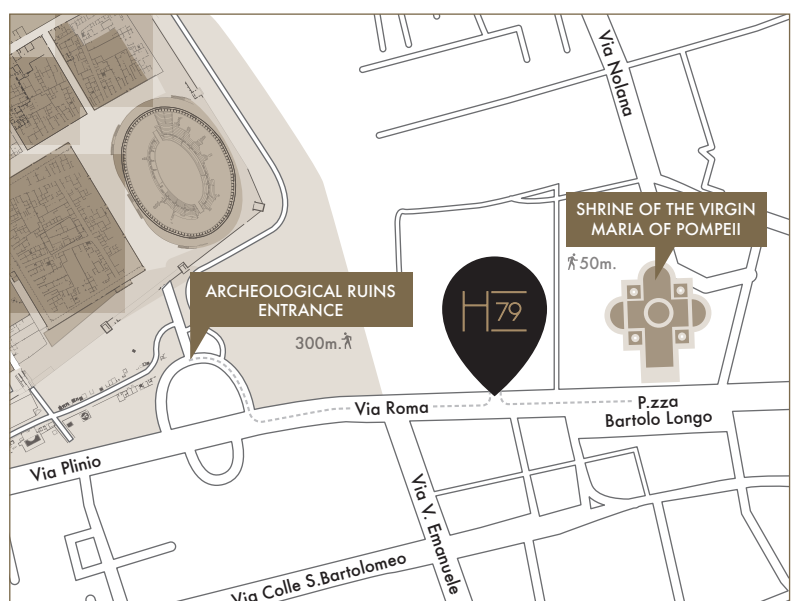 Via Nolana
SHRINE OF THE VIRGIN
MARIA OF POMPEII
50m.
ARCHEOLOGICAL RUINS
ENTRANCE
300m.
H79
Via Roma
P.zza
Bartolo Longo
Via Plinio
Via V. Emanuele
Via Colle S.Bartolomeo